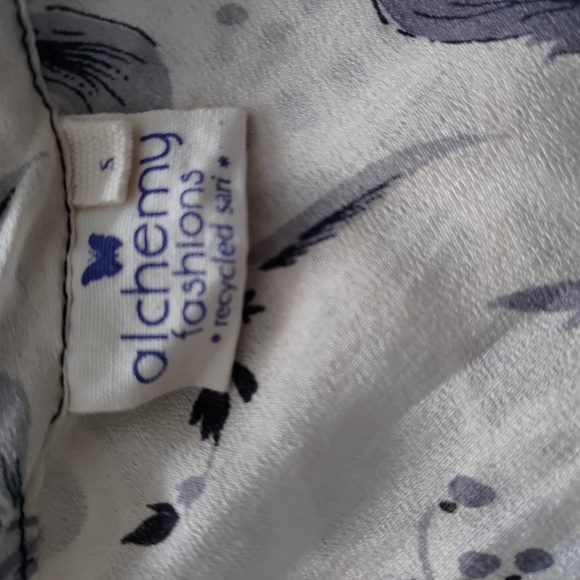 s
alchemy
fashions
* recycled sari *